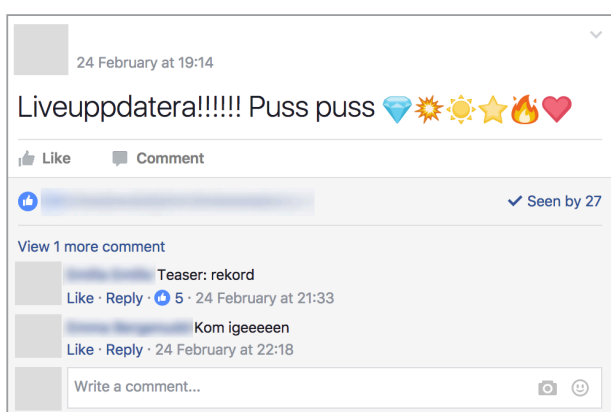 24 February at 19:14
Liveuppdatera!!!!!! Puss puss 💎💥☀️⭐🔥❤️
Like Comment
Seen by 27
View 1 more comment
Teaser: rekord
Like · Reply · 5 · 24 February at 21:33
Kom igeeeeen
Like · Reply · 24 February at 22:18
Write a comment...